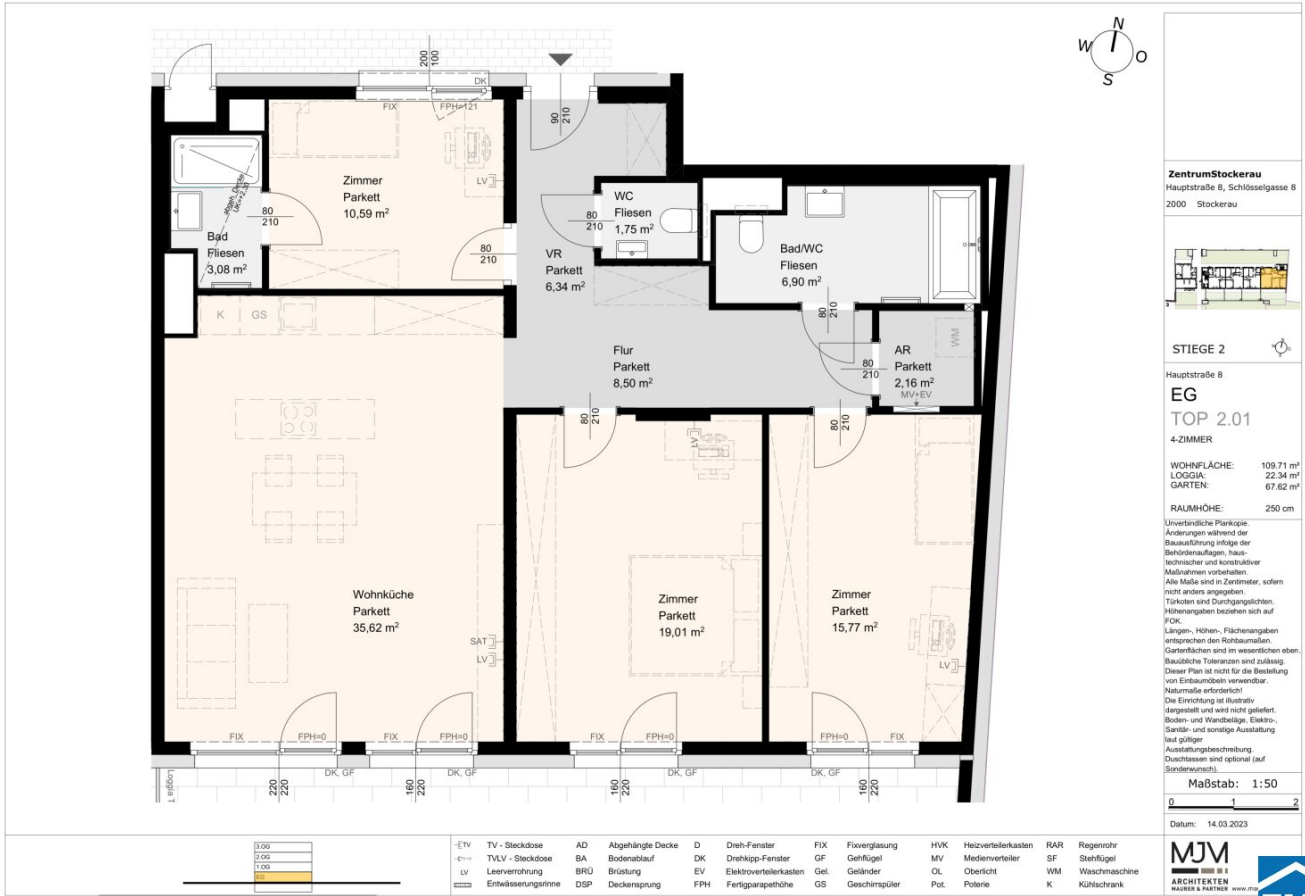 N
W
O
S
200
100
DK
FIX
FPH=121
90
210
LV
Zimmer
Parkett
10,59 m²
abgeh. Decke
UK=+2,30
80
210
Bad
Fliesen
3,08 m²
80
210
WC
Fliesen
1,75 m²
80
210
VR
Parkett
6,34 m²
Bad/WC
Fliesen
6,90 m²
80
210
K
GS
Flur
Parkett
8,50 m²
80
210
AR
Parkett
2,16 m²
MV+EV
WM
80
210
80
210
LV
Wohnküche
Parkett
35,62 m²
SAT
LV
Zimmer
Parkett
19,01 m²
Zimmer
Parkett
15,77 m²
LV
FIX
FPH=0
FIX
FPH=0
FIX
FPH=0
FPH=0
FIX
DK, GF
DK, GF
DK, GF
DK, GF
Loggia T
220
220
160
220
160
220
160
220
ZentrumStockerau
Hauptstraße 8, Schlösselgasse 8
2000 Stockerau
STIEGE 2
Hauptstraße 8
EG
TOP 2.01
4-ZIMMER
WOHNFLÄCHE: 109.71 m²
LOGGIA: 22.34 m²
GARTEN: 67.62 m²
RAUMHÖHE: 250 cm
Unverbindliche Plankopie.
Änderungen während der
Bauausführung infolge der
Behördenauflagen, haus-
technischer und konstruktiver
Maßnahmen vorbehalten.
Alle Maße sind in Zentimeter, sofern
nicht anders angegeben.
Türkoten sind Durchgangslichten.
Höhenangaben beziehen sich auf
FOK.
Längen-, Höhen-, Flächenangaben
entsprechen den Rohbaumaßen.
Gartenflächen sind im wesentlichen eben.
Bauübliche Toleranzen sind zulässig.
Dieser Plan ist nicht für die Bestellung
von Einbaumöbeln verwendbar.
Naturmaße erforderlich!
Die Einrichtung ist illustrativ
dargestellt und wird nicht geliefert.
Boden- und Wandbeläge, Elektro-,
Sanitär- und sonstige Ausstattung
laut gültiger
Ausstattungsbeschreibung.
Duschtassen sind optional (auf
Sonderwunsch).
Maßstab: 1:50
0 1 2
Datum: 14.03.2023
MJM
ARCHITEKTEN
MAURER & PARTNER www.ma
3.OG
2.OG
1.OG
EG
TV TV - Steckdose AD Abgehängte Decke D Dreh-Fenster FIX Fixverglasung HVK Heizverteilerkasten RAR Regenrohr
TVLV - Steckdose BA Bodenablauf DK Drehkipp-Fenster GF Gehflügel MV Medienverteiler SF Stehflügel
LV Leerverrohrung BRÜ Brüstung EV Elektroverteilerkasten Gel. Geländer OL Oberlicht WM Waschmaschine
Entwässerungsrinne DSP Deckensprung FPH Fertigparapethöhe GS Geschirrspüler Pot. Poterie K Kühlschrank